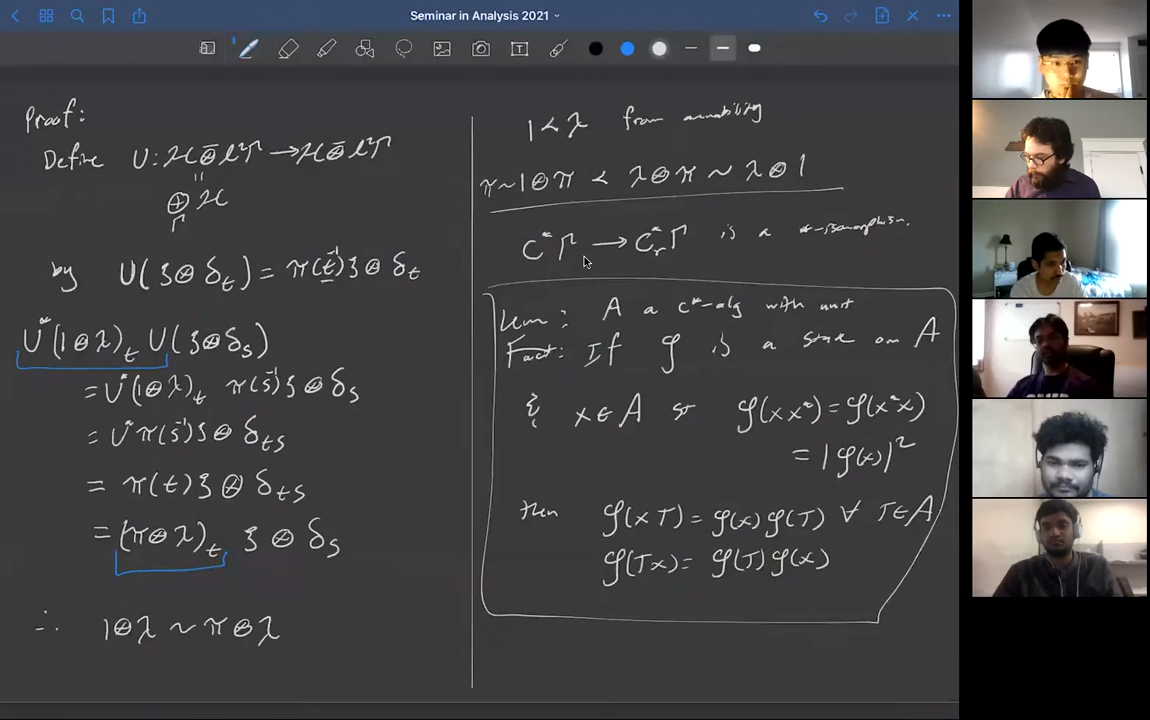 Seminar in Analysis 2021
Proof:
Define U: ℋ ⊗̄ ℓ²Γ → ℋ ⊗̄ ℓ²Γ
=
⊕ ℋ
Γ
by U(ξ ⊗ δ_t) = π(t⁻¹)ξ ⊗ δ_t
U*(1⊗λ)_t U(ξ⊗δ_s)
= U*(1⊗λ)_t π(s⁻¹)ξ ⊗ δ_s
= U* π(s⁻¹)ξ ⊗ δ_ts
= π(t)ξ ⊗ δ_ts
= (π⊗λ)_t ξ ⊗ δ_s
∴ 1⊗λ ~ π⊗λ
1 < λ from
π ~ 1⊗π < λ⊗π ~ λ⊗1
C*Γ → C*_rΓ is a *-isomorphism.
Lem: A a C*-alg with unit
Fact: If φ is a state on A
& x ∈ A st φ(xx*) = φ(x*x)
= |φ(x)|²
then φ(xT) = φ(x)φ(T) ∀ T∈A
φ(Tx) = φ(T)φ(x)